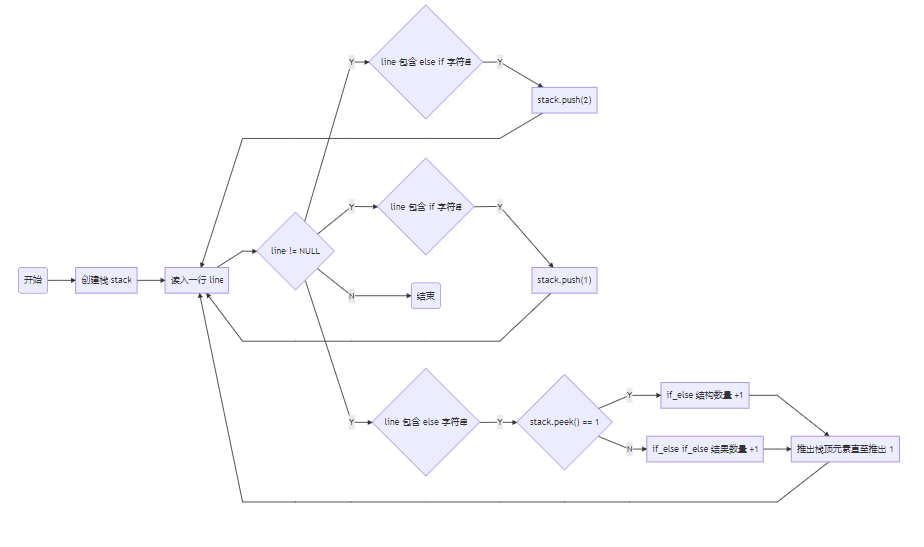 Y
line 包含 else if 字符串
Y
stack.push(2)
Y
line 包含 if 字符串
Y
line != NULL
开始
创建栈 stack
读入一行 line
stack.push(1)
N
结束
if_else 结构数量 +1
Y
Y
line 包含 else 字符串
Y
stack.peek() == 1
N
if_else if_else 结果数量 +1
推出栈顶元素直至推出 1